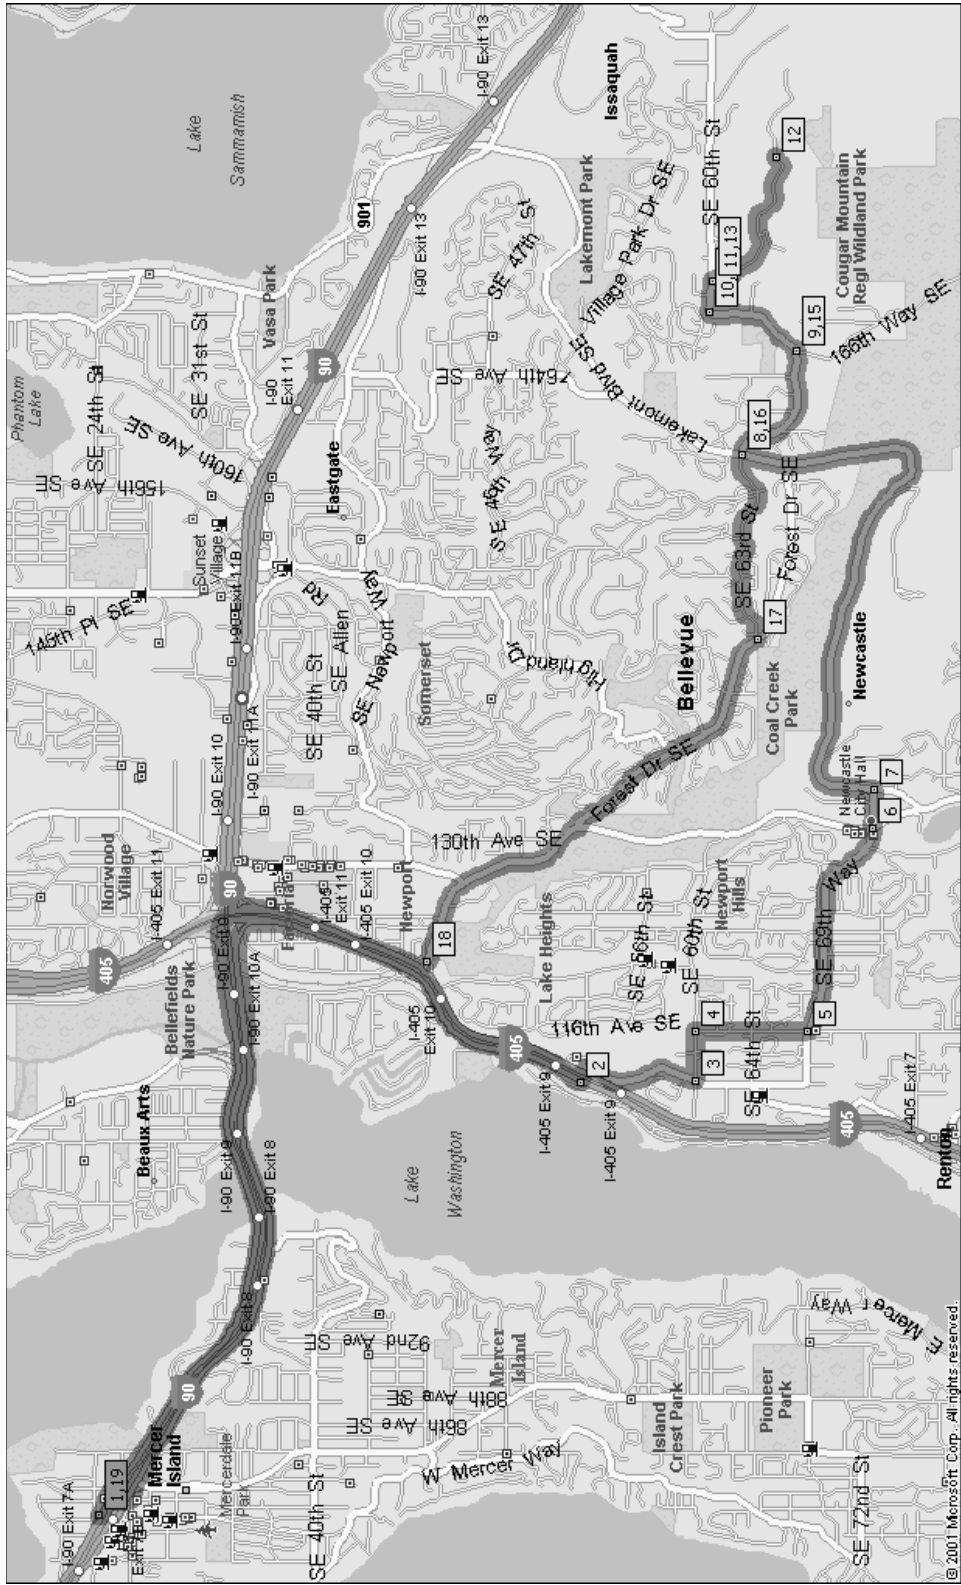 Phantom
Lake
Lake
Sammamish
156th Ave SE
SE 24th St
160th Ave SE
SE 31st St
Vasa Park
901
I-90 Exit 13
I-90 Exit 13
I-90
Exit 11
90
Issaquah
145th Pl SE
Sunset
Village
I-90 Exit 11B
Eastgate
SE 46th Way
164th Ave SE
SE 47th St
Lakemont Park
Village Park Dr SE
Lakemont Blvd SE
SE 60th St
10, 11,13
12
Cougar Mountain
Regl Wildland Park
9,15
166th Way SE
8,16
Norwood
Village
I-405 Exit 11
I-90 Exit 10
I-90 Exit 11A
SE 40th St
SE Allen
Rd
SE Newport Way
Somerset
Highland
Dr
Bellevue
SE 63rd St
Forest Dr SE
17
Coal Creek
Park
Newcastle
405
90
I-90 Exit 9
I-405
Exit 11
I-405 Exit 10
Newport
130th Ave SE
Forest Dr SE
Newcastle
City Hall
7
6
Bellefields
Nature Park
I-90 Exit 10A
18
Lake Heights
SE 56th St
SE 60th St
Newport
Hills
SE 69th Way
I-405
Exit 10
116th Ave SE
4
5
Beaux Arts
I-90 Exit 9
I-90 Exit 8
405
I-405 Exit 9
2
3
SE 64th St
I-405 Exit 9
405
I-405 Exit 7
Renton
Lake
Washington
I-90 Exit 8
90
92nd Ave SE
88th Ave SE
86th Ave SE
Mercer
Island
E Mercer Way
Mercer Way
I-90 Exit 7A
1,19
Mercer
Island
Exit 7
Mercerdale
Park
SE 40th St
W Mercer Way
Island
Crest Park
Pioneer
Park
SE 72nd St
© 2001 Microsoft Corp. All rights reserved.